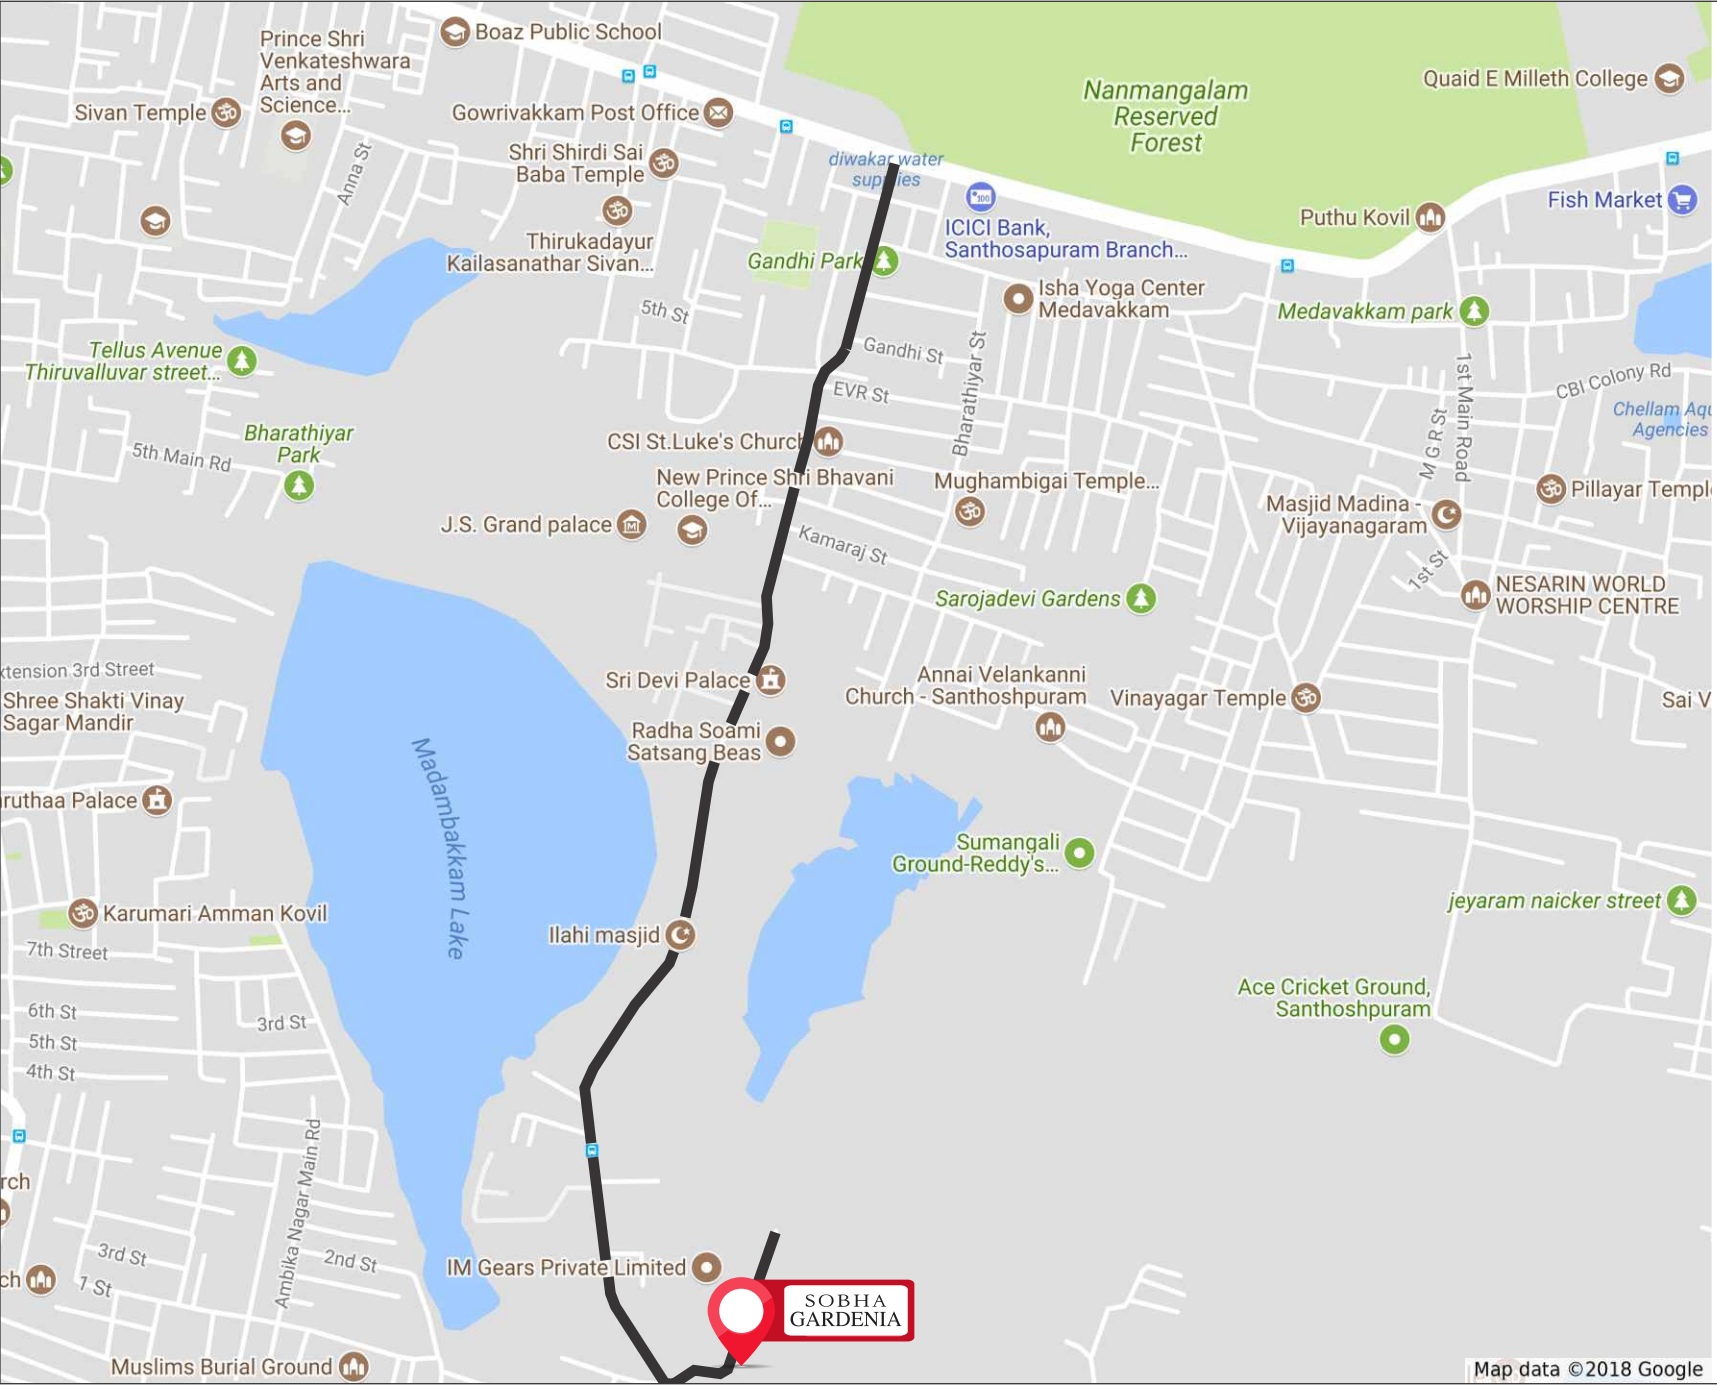 Boaz Public School
Prince Shri
Venkateshwara
Arts and
Science...
Quaid E Milleth College
Nanmangalam
Reserved
Forest
Sivan Temple
Gowrivakkam Post Office
Anna St
Shri Shirdi Sai
Baba Temple
diwakar water
Thirukadayur
Kailasanathar Sivan...
ICICI Bank,
Santhosapuram Branch...
Puthu Kovil
Fish Market
Gandhi Park
5th St
Isha Yoga Center
Medavakkam
Medavakkam park
Tellus Avenue
Thiruvalluvar street...
Gandhi St
EVR St
Bharathiyar St
1st Main Road
M G R St
CBI Colony Rd
Chellam Aqu
Agencies
Bharathiyar
Park
5th Main Rd
CSI St.Luke's Church
New Prince Shri Bhavani
College Of...
J.S. Grand palace
Mughambigai Temple...
Masjid Madina -
Vijayanagaram
Pillayar Temple
Kamaraj St
1st St
Sarojadevi Gardens
NESARIN WORLD
WORSHIP CENTRE
xtension 3rd Street
Shree Shakti Vinay
Sagar Mandir
Sri Devi Palace
Annai Velankanni
Church - Santhoshpuram
Vinayagar Temple
Sai V
Radha Soami
Satsang Beas
Madambakkam Lake
ruthaa Palace
Sumangali
Ground-Reddy's...
Karumari Amman Kovil
jeyaram naicker street
7th Street
Ilahi masjid
6th St
3rd St
5th St
4th St
Ace Cricket Ground,
Santhoshpuram
Ambika Nagar Main Rd
rch
3rd St
2nd St
ch
1 St
IM Gears Private Limited
SOBHA
GARDENIA
Muslims Burial Ground
Map data ©2018 Google